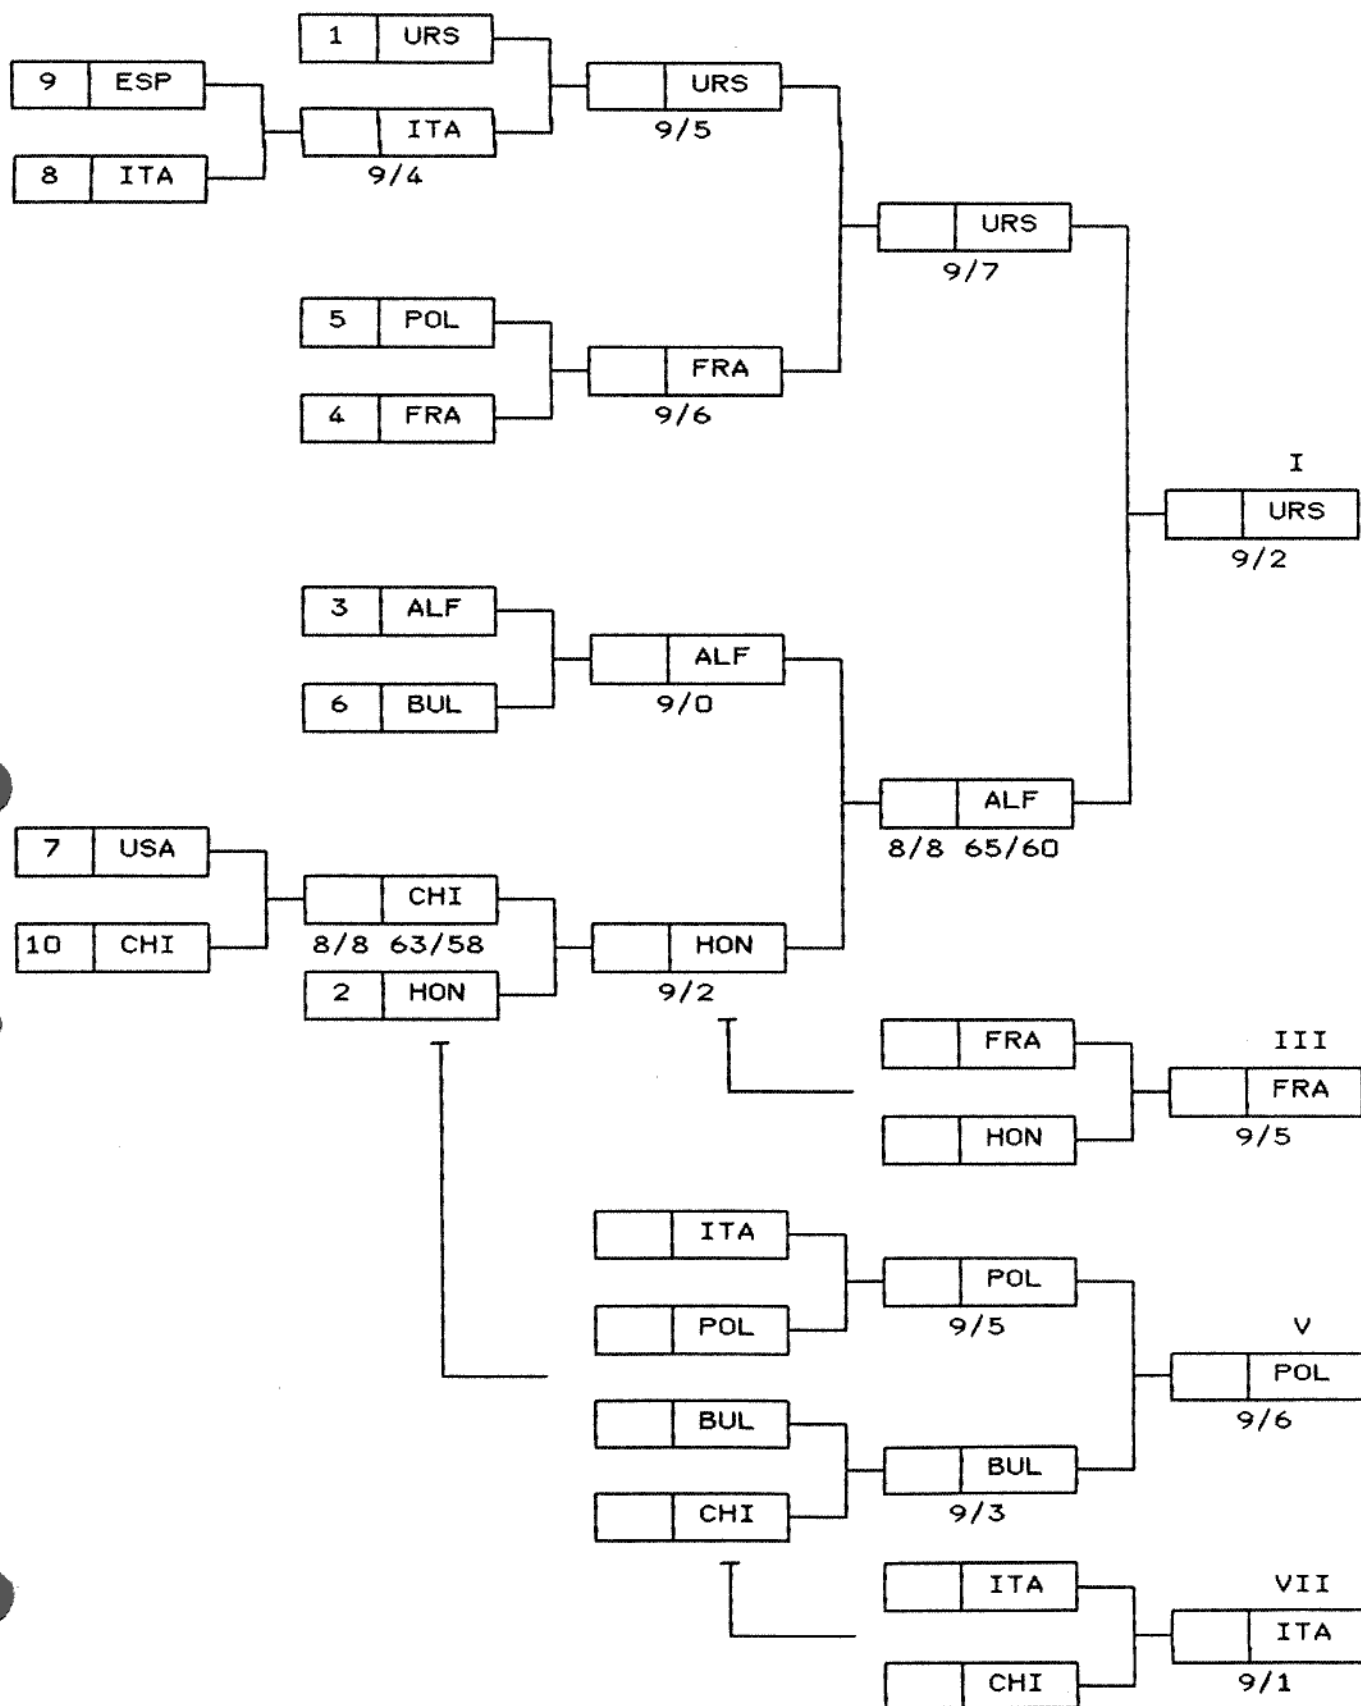 1 URS
9 ESP
URS
ITA
9/5
8 ITA
9/4
URS
9/7
5 POL
FRA
4 FRA
9/6
I
URS
9/2
3 ALF
ALF
6 BUL
9/0
ALF
7 USA
8/8 65/60
CHI
10 CHI
8/8 63/58
HON
2 HON
9/2
FRA
III
FRA
HON
9/5
ITA
POL
POL
9/5
V
POL
BUL
9/6
BUL
CHI
9/3
ITA
VII
ITA
CHI
9/1